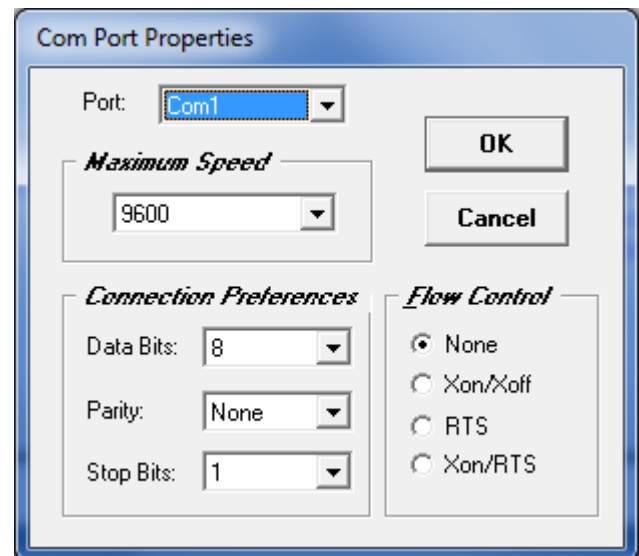 Com Port Properties
Port: Com1
OK
Maximum Speed
9600
Cancel
Connection Preferences
Data Bits: 8
Parity: None
Stop Bits: 1
Flow Control
None
Xon/Xoff
RTS
Xon/RTS